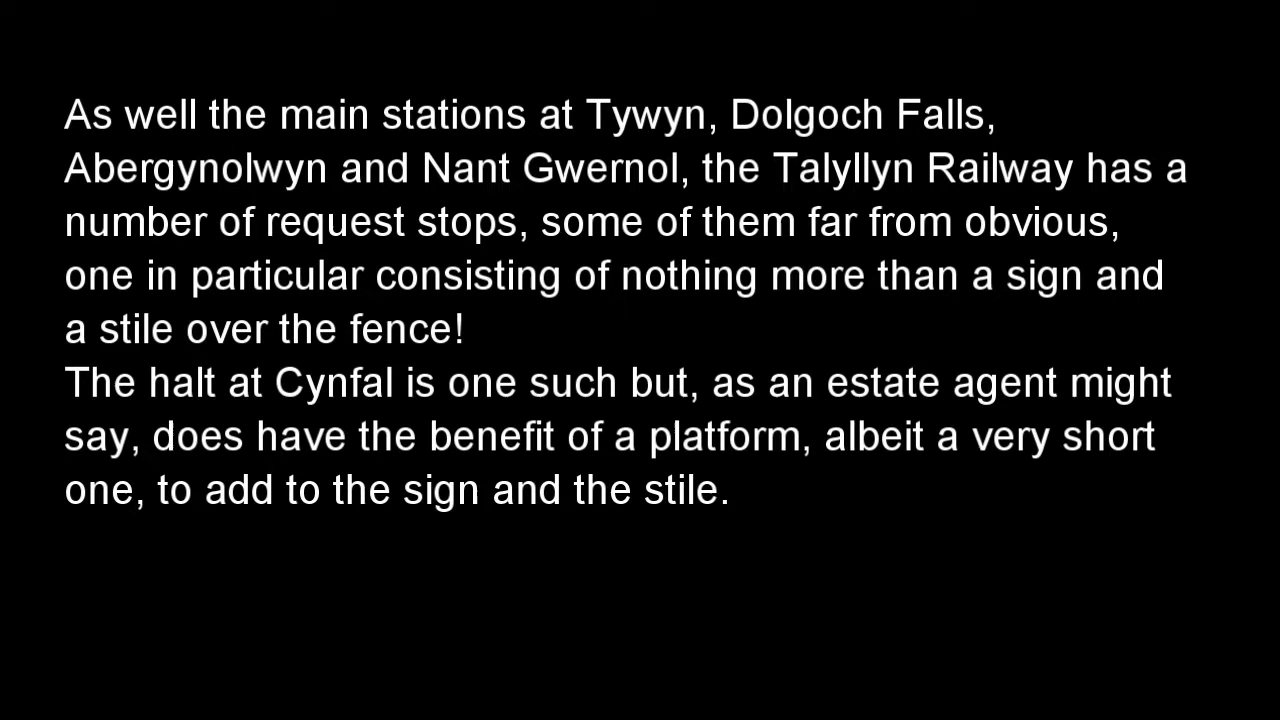 As well the main stations at Tywyn, Dolgoch Falls,
Abergynolwyn and Nant Gwernol, the Talyllyn Railway has a
number of request stops, some of them far from obvious,
one in particular consisting of nothing more than a sign and
a stile over the fence!
The halt at Cynfal is one such but, as an estate agent might
say, does have the benefit of a platform, albeit a very short
one, to add to the sign and the stile.